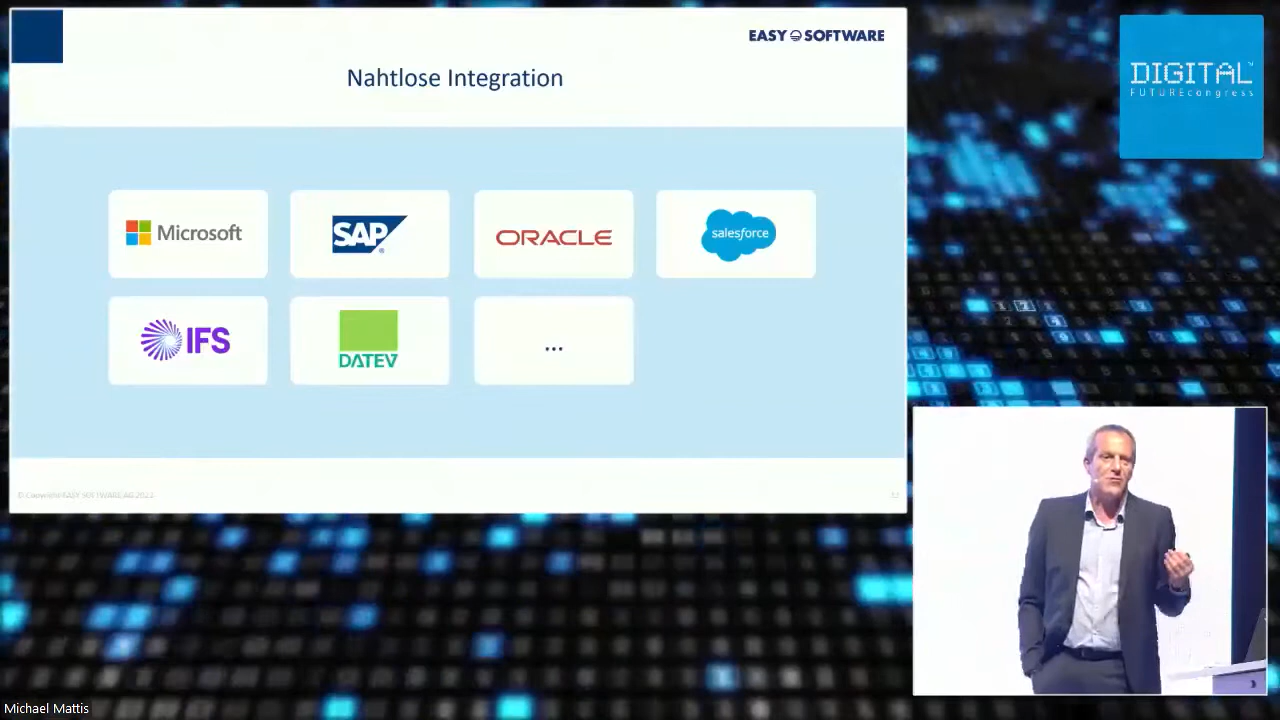 EASY SOFTWARE
Nahtlose Integration
Microsoft
SAP
®
ORACLE
salesforce
IFS
DATEV
...
DIGITAL
FUTUREcongress
Michael Mattis